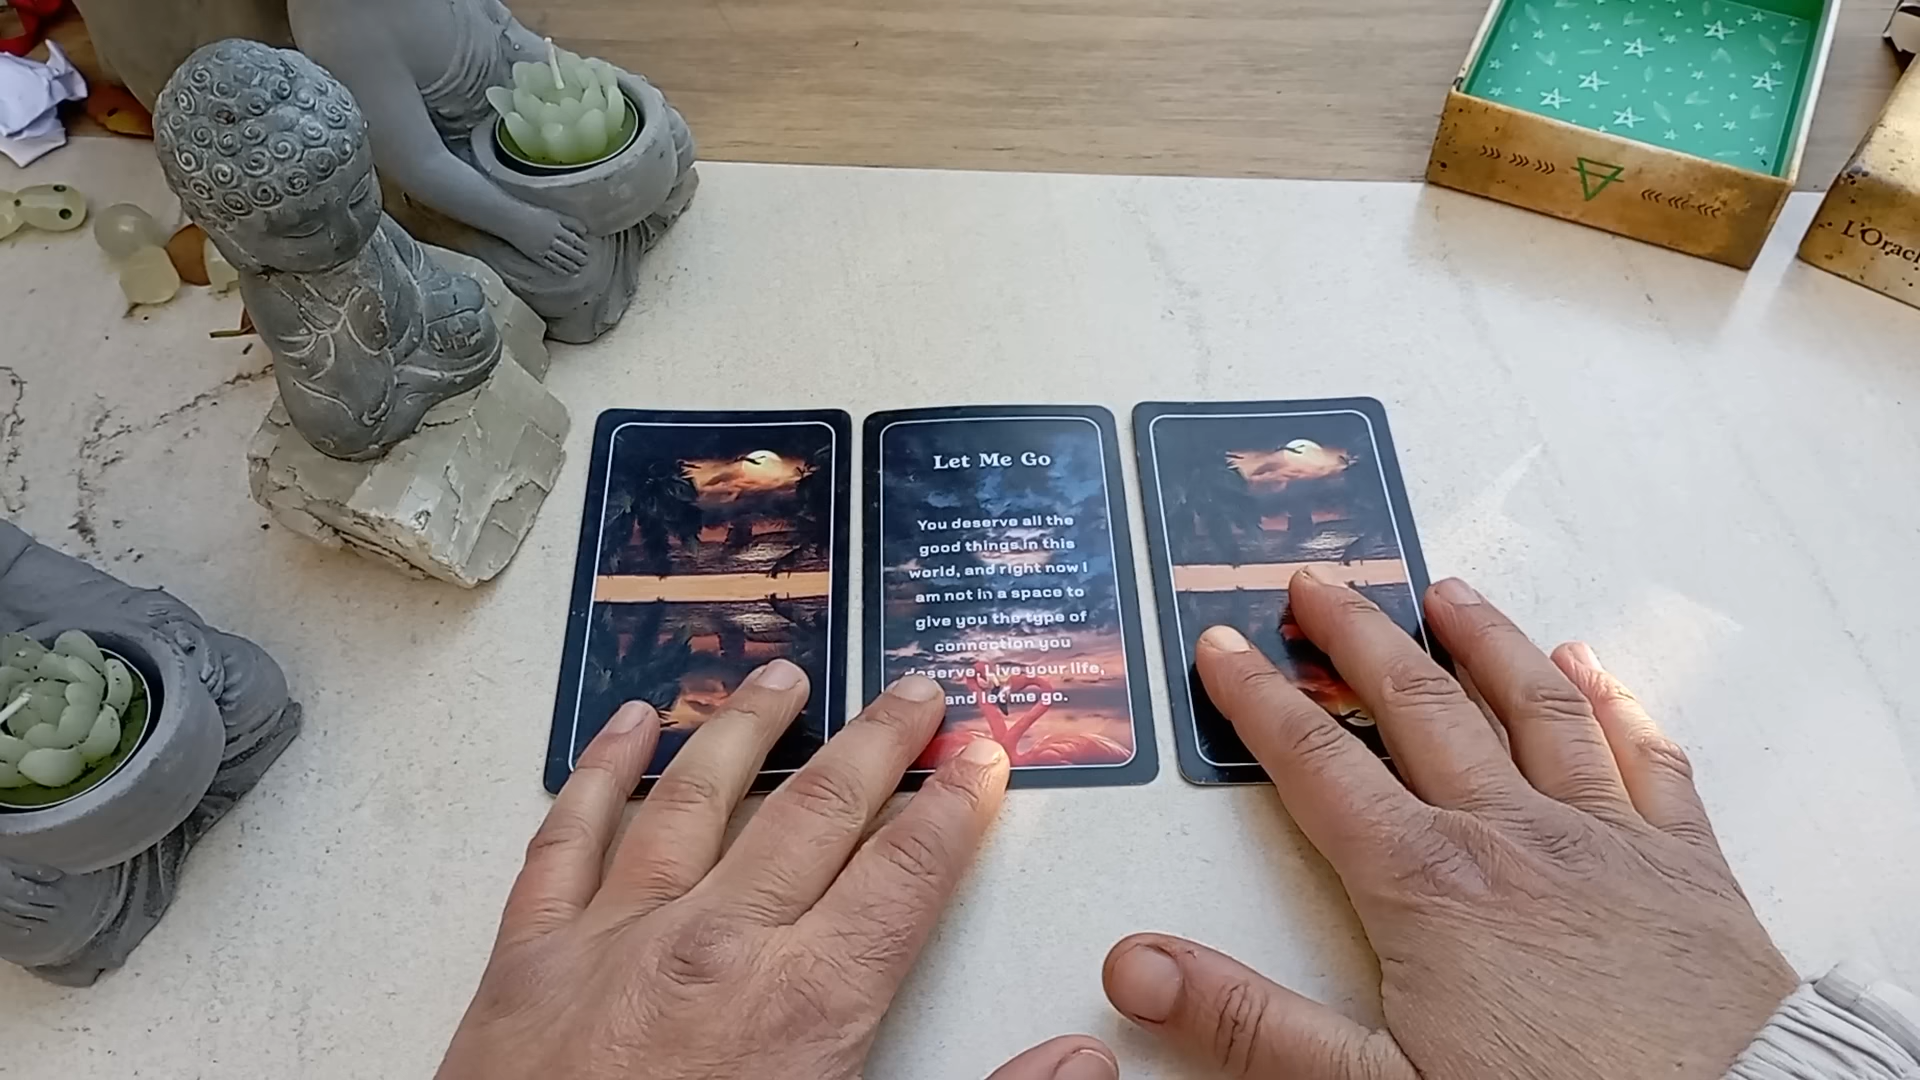 L'Oracl
Let Me Go
You deserve all the
good things in this
world, and right now I
am not in a space to
give you the type of
connection you
deserve. Live your life,
and let me go.